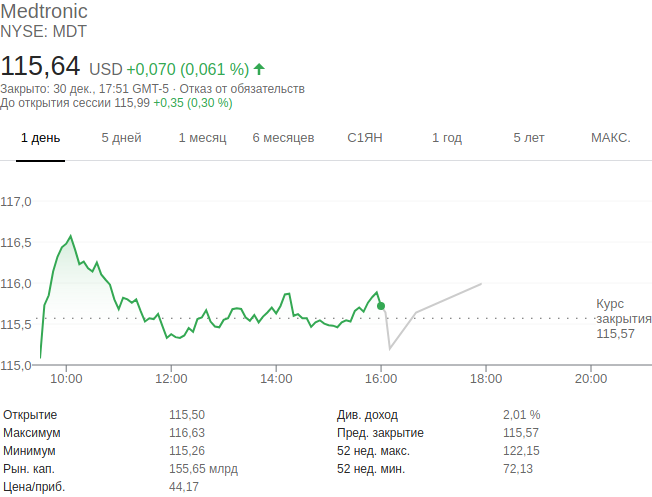 Medtronic
NYSE: MDT
115,64 USD +0,070 (0,061 %)
Закрыто: 30 дек., 17:51 GMT-5 · Отказ от обязательств
До открытия сессии 115,99 +0,35 (0,30 %)
1 день 5 дней 1 месяц 6 месяцев С1ЯН 1 год 5 лет МАКС.
117,0
116,5
116,0
115,5
115,0
Курс
закрытия
115,57
10:00 12:00 14:00 16:00 18:00 20:00
Открытие 115,50 Див. доход 2,01 %
Максимум 116,63 Пред. закрытие 115,57
Минимум 115,26 52 нед. макс. 122,15
Рын. кап. 155,65 млрд 52 нед. мин. 72,13
Цена/приб. 44,17